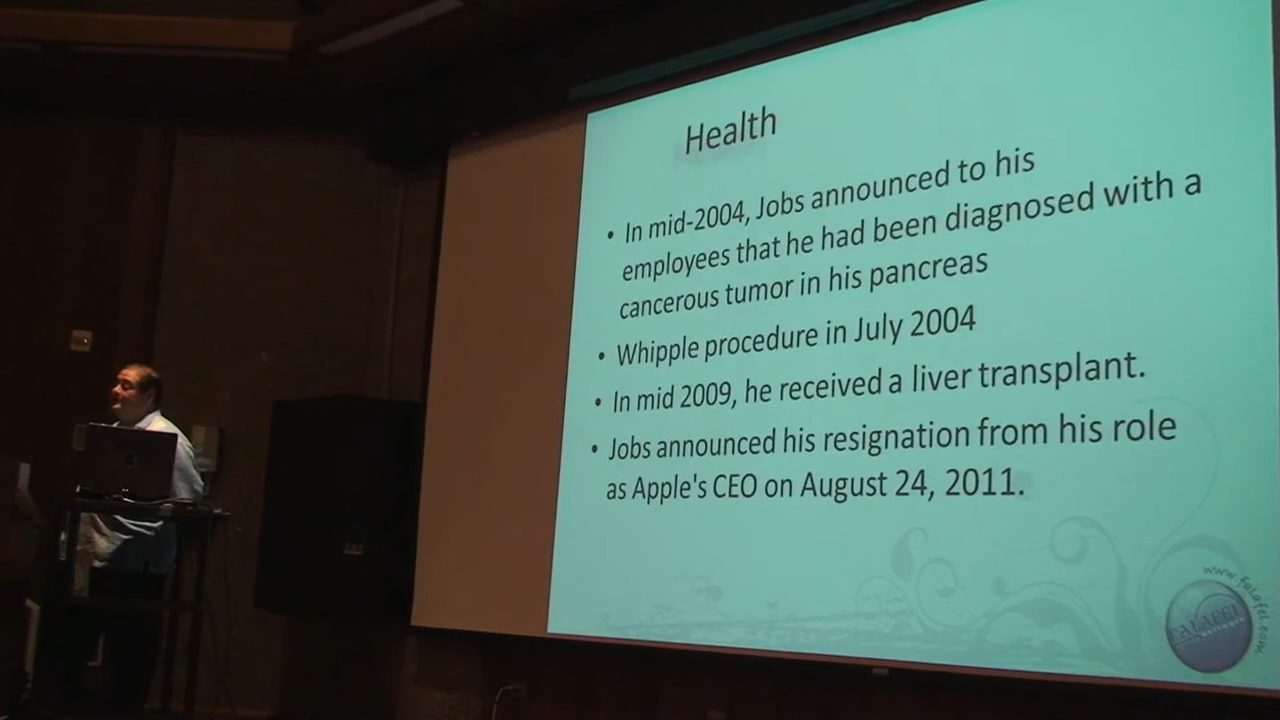 Health
• In mid-2004, Jobs announced to his
employees that he had been diagnosed with a
cancerous tumor in his pancreas
• Whipple procedure in July 2004
• In mid 2009, he received a liver transplant.
• Jobs announced his resignation from his role
as Apple's CEO on August 24, 2011.
www.falafel.com
FALAFEL